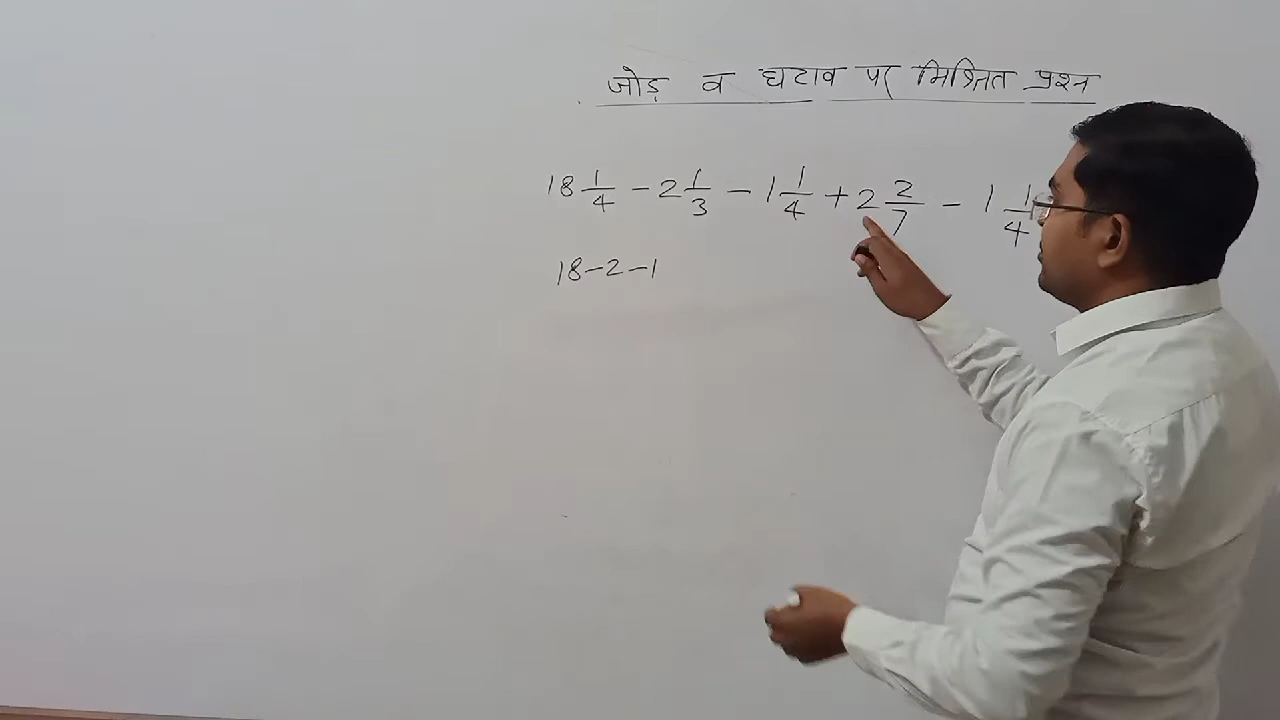 जोड़ व घटाव पर मिश्रित प्रश्न
18 1/4 - 2 1/3 - 1 1/4 + 2 2/7 - 1 1/4
18-2-1